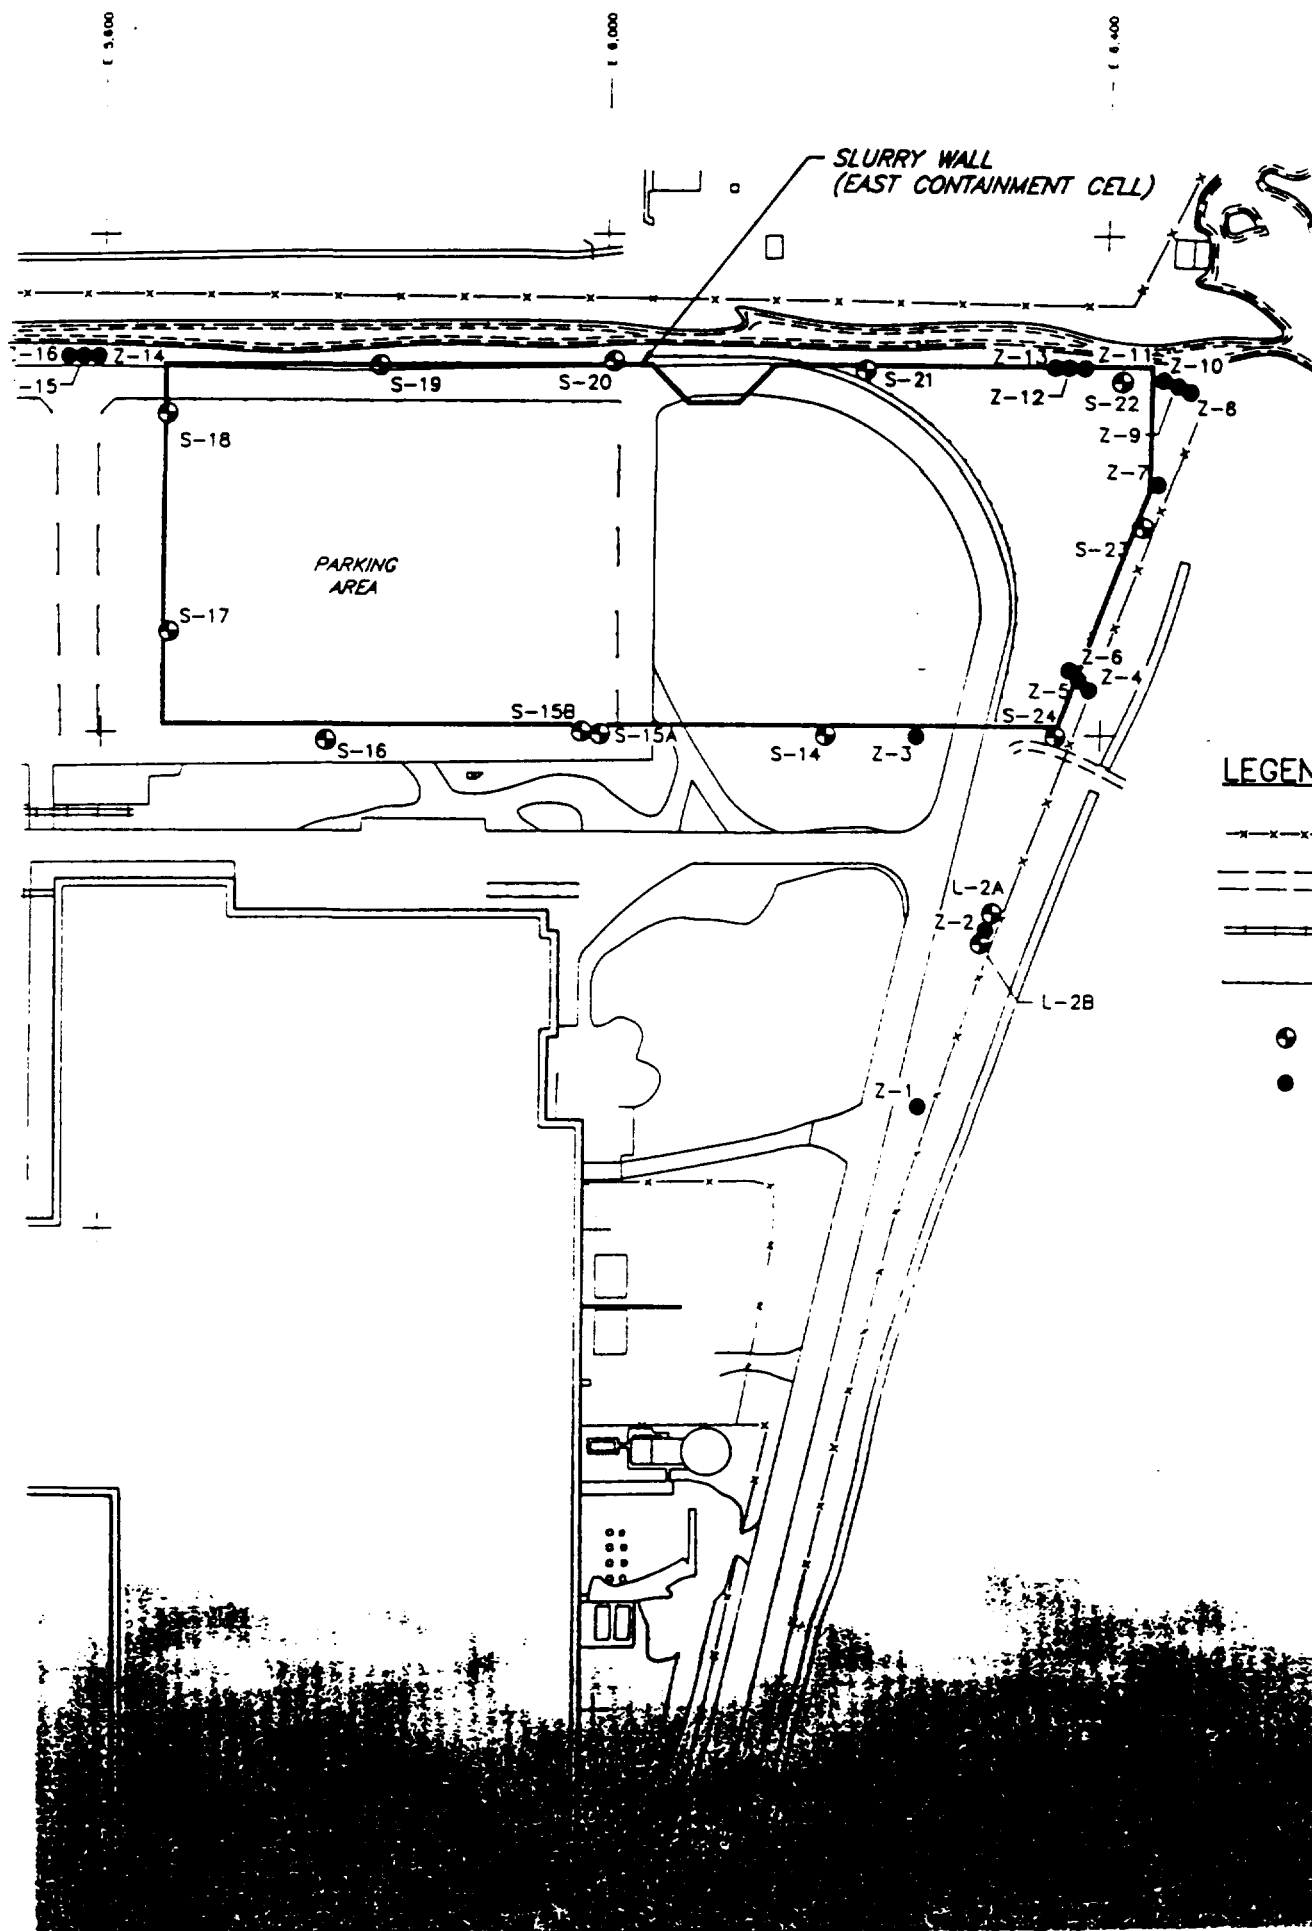 E 5,600
E 6,000
E 6,400
SLURRY WALL
(EAST CONTAINMENT CELL)
-16
Z-14
-15
S-19
S-20
S-21
Z-13
Z-11
Z-10
Z-12
S-22
Z-8
Z-9
S-18
Z-7
S-23
PARKING
AREA
S-17
Z-6
Z-5
Z-4
S-15B
S-24
S-16
S-15A
S-14
Z-3
LEGEN
L-2A
Z-2
L-2B
Z-1